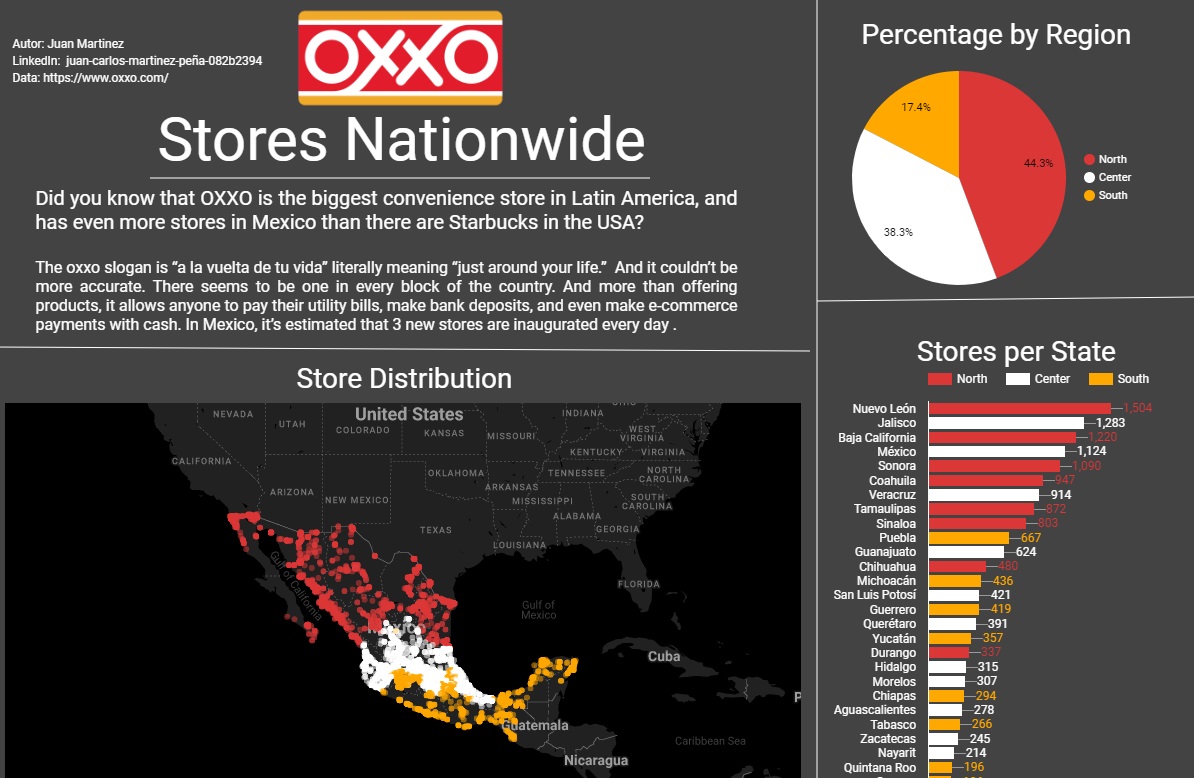 Autor: Juan Martinez
LinkedIn: juan-carlos-martinez-peña-082b2394
Data: https://www.oxxo.com/
OXXO
Stores Nationwide
Did you know that OXXO is the biggest convenience store in Latin America, and
has even more stores in Mexico than there are Starbucks in the USA?
The oxxo slogan is “a la vuelta de tu vida” literally meaning “just around your life.” And it couldn’t be
more accurate. There seems to be one in every block of the country. And more than offering
products, it allows anyone to pay their utility bills, make bank deposits, and even make e-commerce
payments with cash. In Mexico, it’s estimated that 3 new stores are inaugurated every day .
Store Distribution
United States
NEVADA
UTAH
COLORADO
KANSAS
MISSOURI
INDIANA
OHIO
WEST
VIRGINIA
KENTUCKY
VIRGINIA
CALIFORNIA
ARIZONA
NEW MEXICO
OKLAHOMA
ARKANSAS
TENNESSEE
NORTH
CAROLINA
MISSISSIPPI
SOUTH
CAROLINA
ALABAMA
GEORGIA
TEXAS
LOUISIANA
FLORIDA
Gulf of California
Gulf of
Mexico
Mexico
Cuba
P
Guatemala
Caribbean Sea
Nicaragua
Percentage by Region
17.4%
44.3%
38.3%
North
Center
South
Stores per State
North Center South
Nuevo León 1,504
Jalisco 1,283
Baja California 1,220
México 1,124
Sonora 1,090
Coahuila 947
Veracruz 914
Tamaulipas 872
Sinaloa 803
Puebla 667
Guanajuato 624
Chihuahua 480
Michoacán 436
San Luis Potosí 421
Guerrero 419
Querétaro 391
Yucatán 357
Durango 337
Hidalgo 315
Morelos 307
Chiapas 294
Aguascalientes 278
Tabasco 266
Zacatecas 245
Nayarit 214
Quintana Roo 196